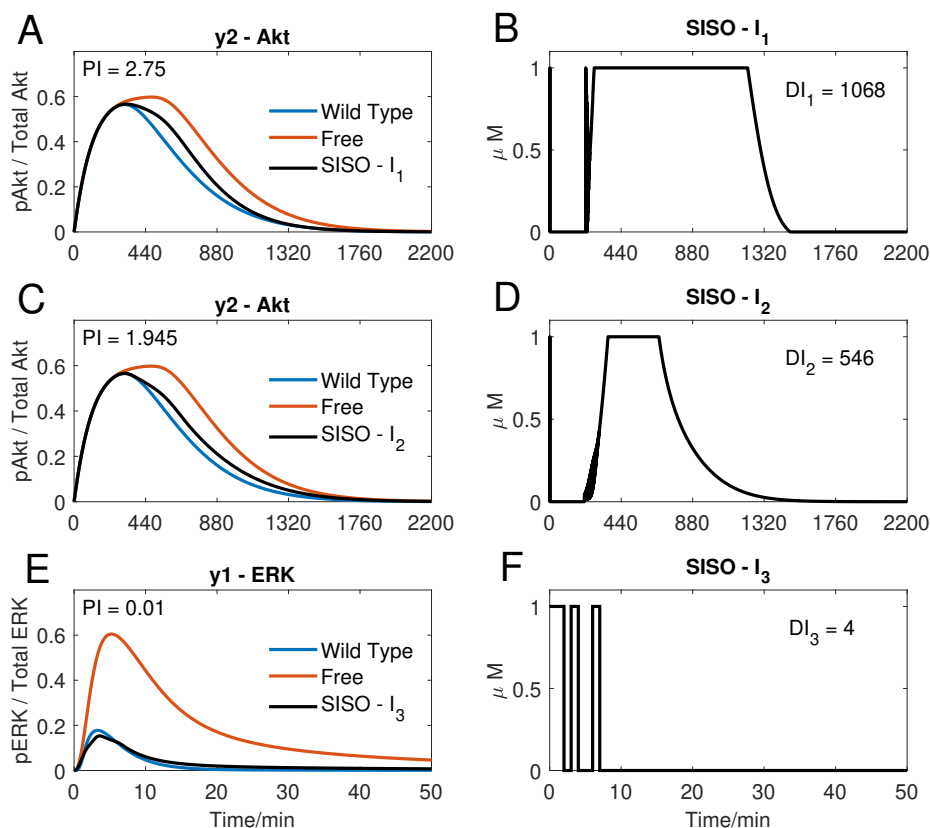 A
y2 - Akt
PI = 2.75
pAkt / Total Akt
0.6
0.4
0.2
0
Wild Type
Free
SISO - I1
0 440 880 1320 1760 2200
B
SISO - I1
DI1 = 1068
μ M
1
0.5
0
0 440 880 1320 1760 2200
C
y2 - Akt
PI = 1.945
pAkt / Total Akt
0.6
0.4
0.2
0
Wild Type
Free
SISO - I2
0 440 880 1320 1760 2200
D
SISO - I2
DI2 = 546
μ M
1
0.5
0
0 440 880 1320 1760 2200
E
y1 - ERK
PI = 0.01
pERK / Total ERK
0.6
0.4
0.2
0
Wild Type
Free
SISO - I3
0 10 20 30 40 50
Time/min
F
SISO - I3
DI3 = 4
μ M
1
0.5
0
0 10 20 30 40 50
Time/min